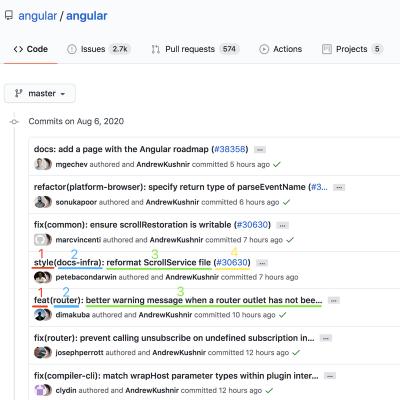 angular / angular
Code Issues 2.7k Pull requests 574 Actions Projects 5
master
Commits on Aug 6, 2020
docs: add a page with the Angular roadmap (#38358) ...
mgechev authored and AndrewKushnir committed 5 hours ago
refactor(platform-browser): specify return type of parseEventName (#3... ...
sonukapoor authored and AndrewKushnir committed 6 hours ago
fix(common): ensure scrollRestoration is writable (#30630) ...
marcvincenti authored and AndrewKushnir committed 7 hours ago
1 2 3 4
style(docs-infra): reformat ScrollService file (#30630) ...
petebacondarwin authored and AndrewKushnir committed 7 hours ago
1 2 3
feat(router): better warning message when a router outlet has not bee... ...
dimakuba authored and AndrewKushnir committed 10 hours ago
fix(router): prevent calling unsubscribe on undefined subscription in... ...
josephperrott authored and AndrewKushnir committed 12 hours ago
fix(compiler-cli): match wrapHost parameter types within plugin inter... ...
clydin authored and AndrewKushnir committed 12 hours ago